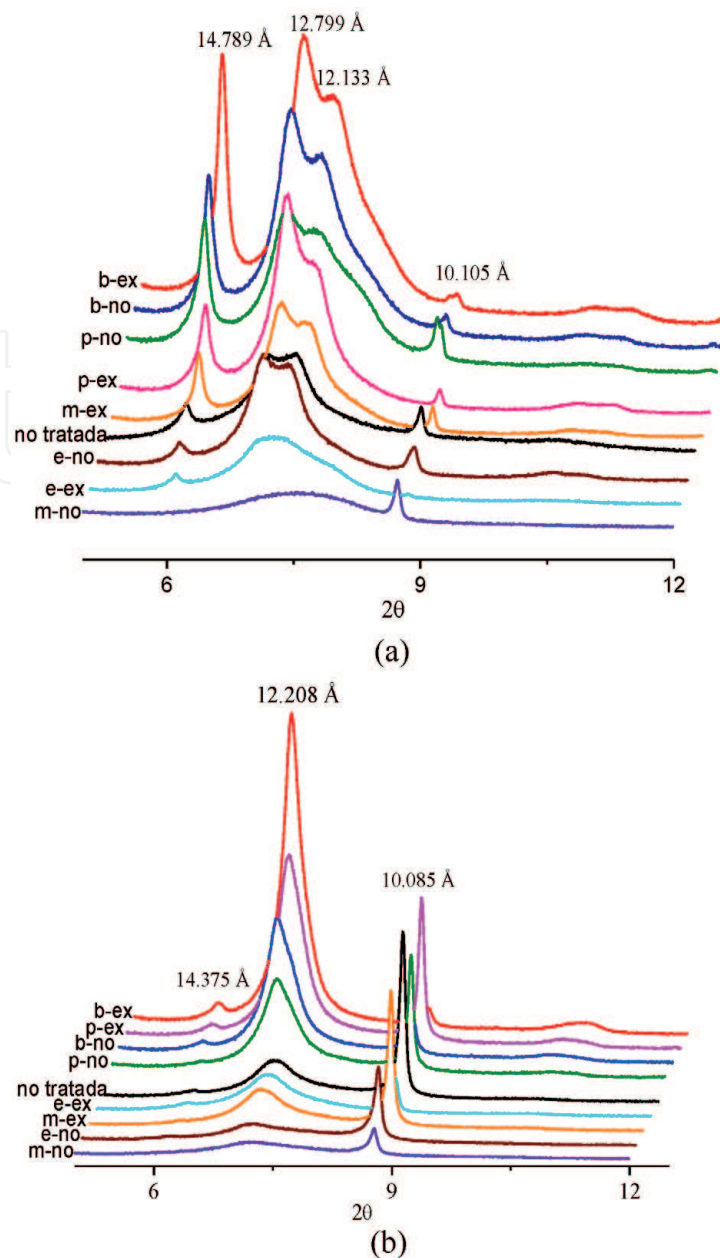 12.799 Å
14.789 Å
12.133 Å
10.105 Å
b-ex
b-no
p-no
p-ex
m-ex
no tratada
e-no
e-ex
m-no
6 9 12
2θ
(a)
12.208 Å
10.085 Å
14.375 Å
b-ex
p-ex
b-no
p-no
no tratada
e-ex
m-ex
e-no
m-no
6 9 12
2θ
(b)